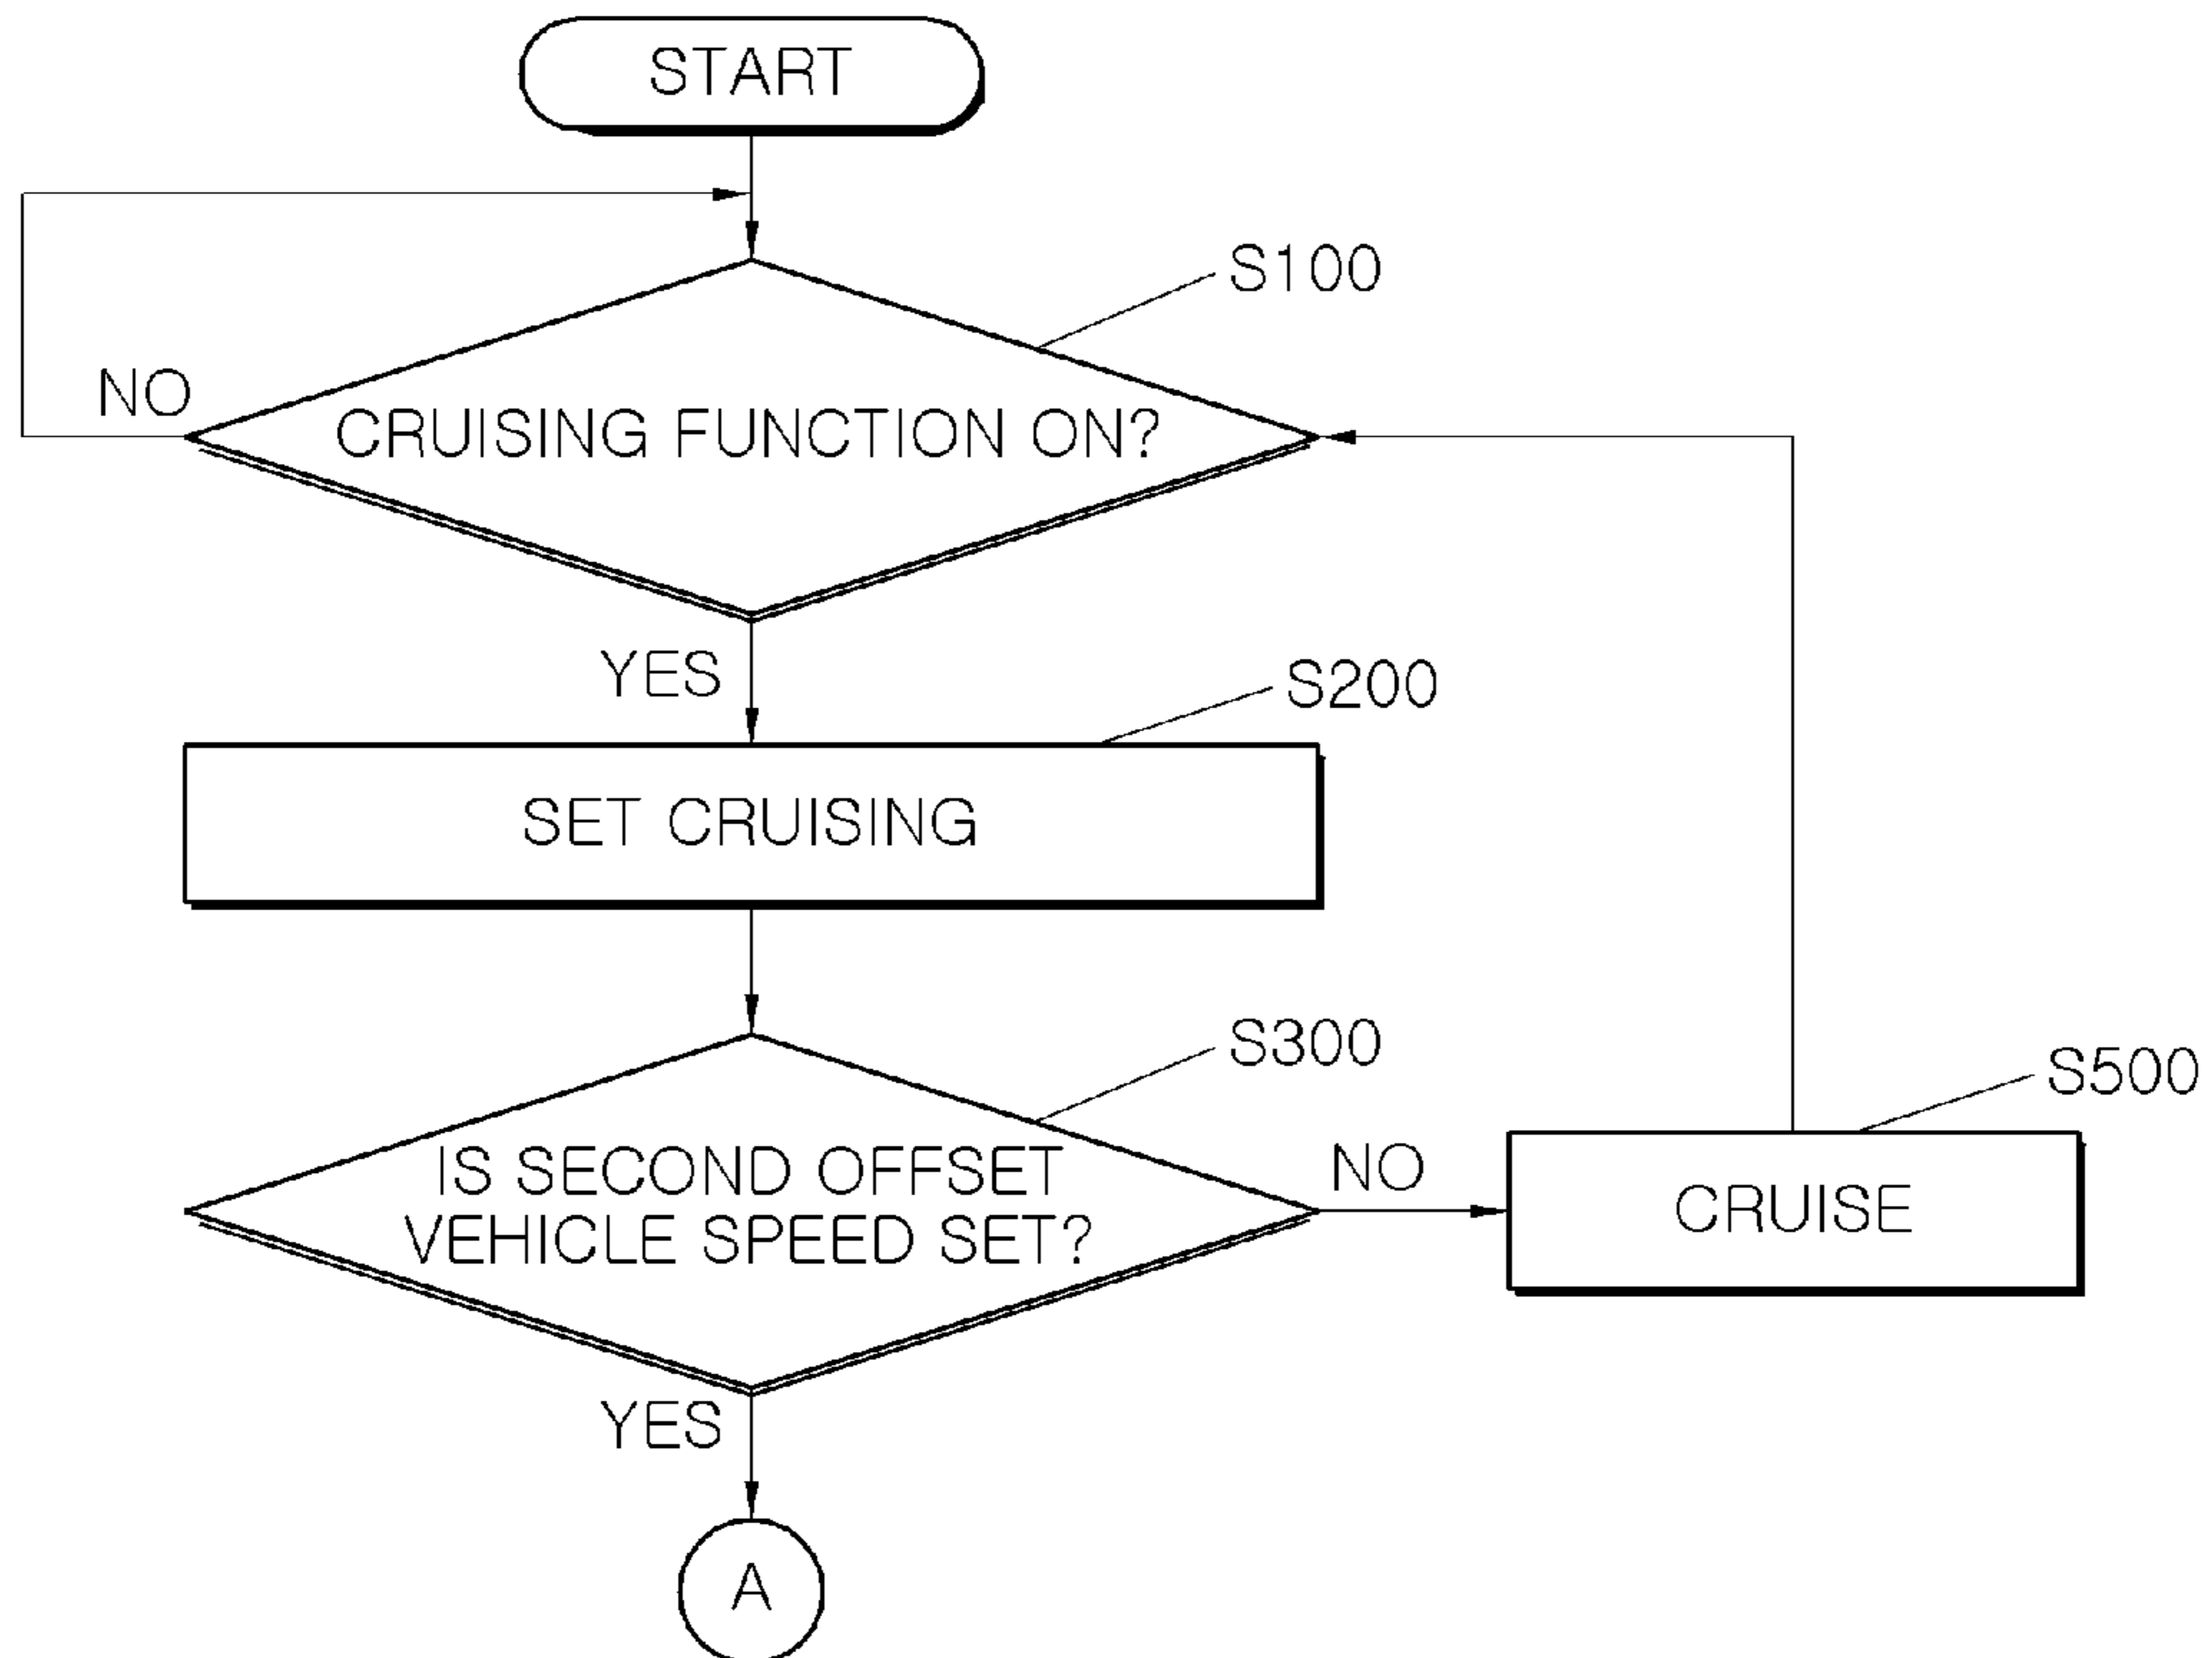 START
S100
NO
CRUISING FUNCTION ON?
YES
S200
SET CRUISING
S300
S500
IS SECOND OFFSET
VEHICLE SPEED SET?
NO
CRUISE
YES
A